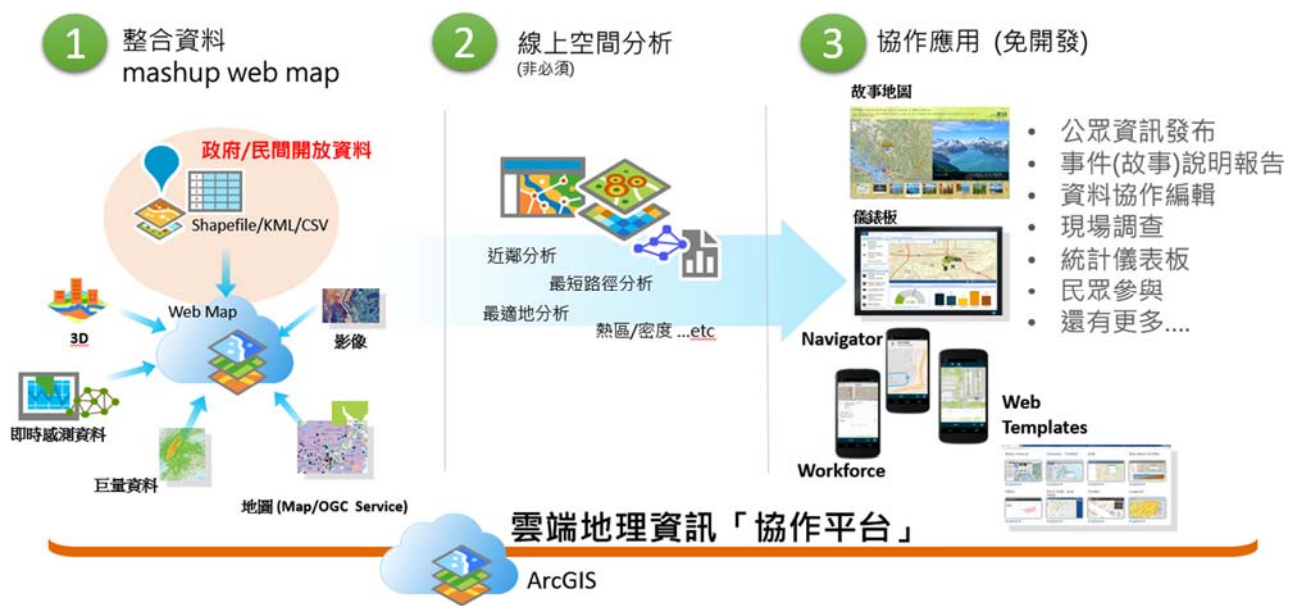 1
整合資料
mashup web map
政府/民間開放資料
Shapefile/KML/CSV
Web Map
3D
影像
即時感測資料
巨量資料
地圖 (Map/OGC Service)
2
線上空間分析
(非必須)
近鄰分析
最短路徑分析
最適地分析
熱區/密度 ...etc
3
協作應用 (免開發)
故事地圖
儀錶板
Navigator
Workforce
Web
Templates
• 公眾資訊發布
• 事件(故事)說明報告
• 資料協作編輯
• 現場調查
• 統計儀表板
• 民眾參與
• 還有更多....
雲端地理資訊「協作平台」
ArcGIS